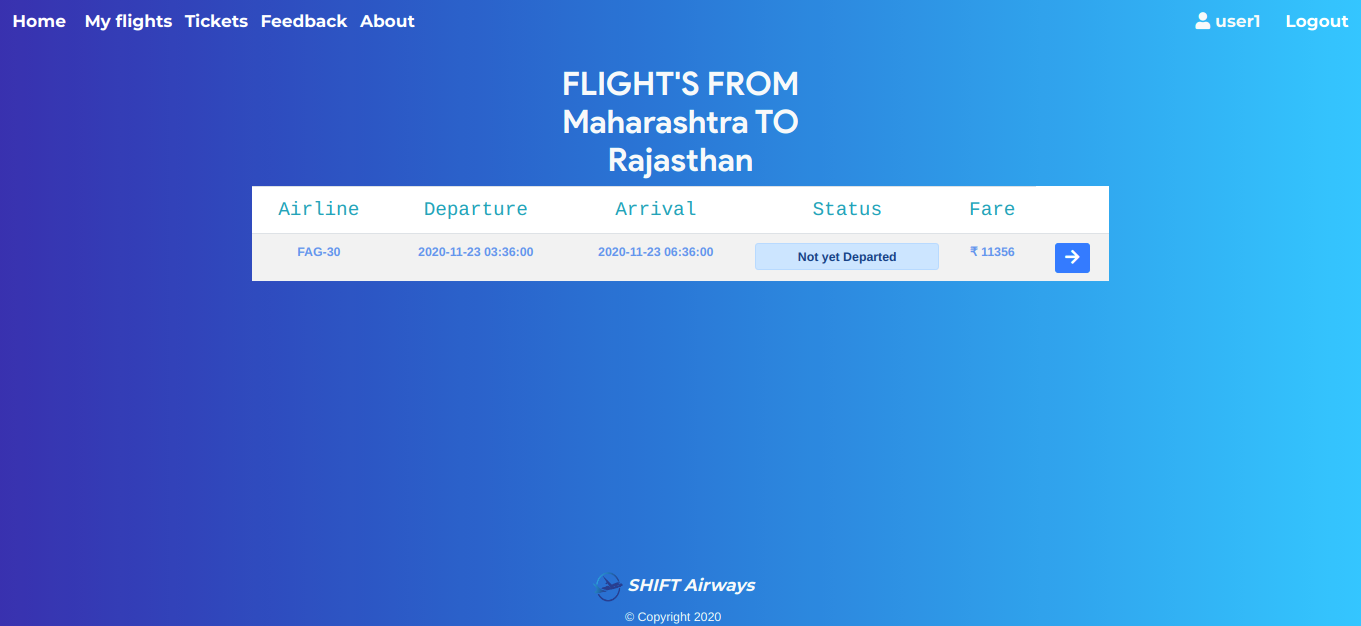 Home My flights Tickets Feedback About user1 Logout
FLIGHT'S FROM
Maharashtra TO
Rajasthan
Airline Departure Arrival Status Fare
FAG-30 2020-11-23 03:36:00 2020-11-23 06:36:00 Not yet Departed ₹ 11356
SHIFT Airways
© Copyright 2020